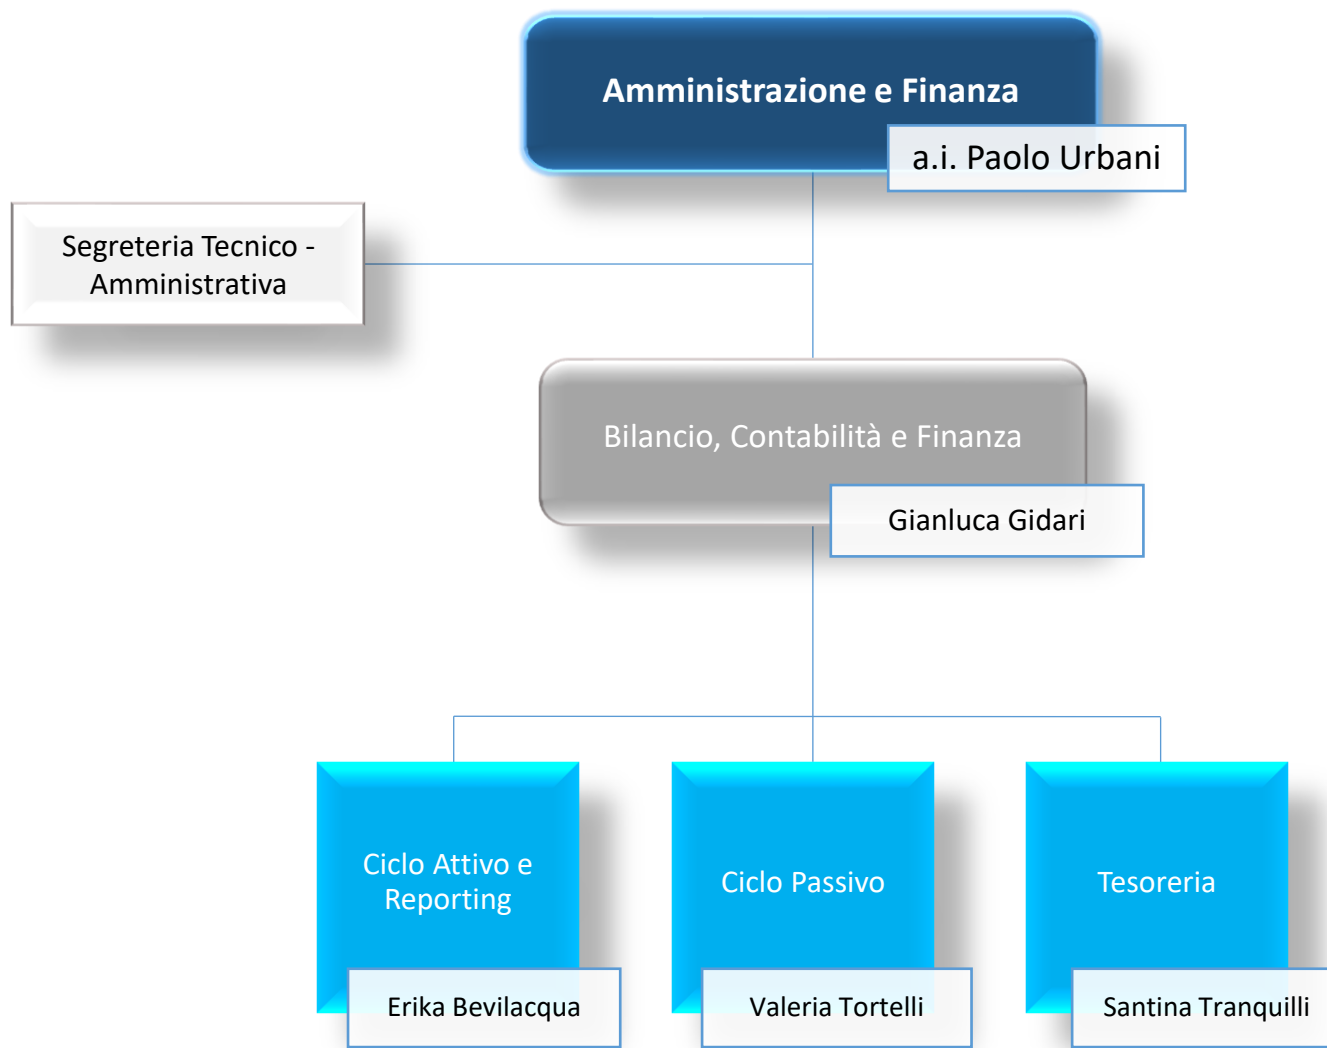 Amministrazione e Finanza
a.i. Paolo Urbani
Segreteria Tecnico -
Amministrativa
Bilancio, Contabilità e Finanza
Gianluca Gidari
Ciclo Attivo e
Reporting
Erika Bevilacqua
Ciclo Passivo
Valeria Tortelli
Tesoreria
Santina Tranquilli